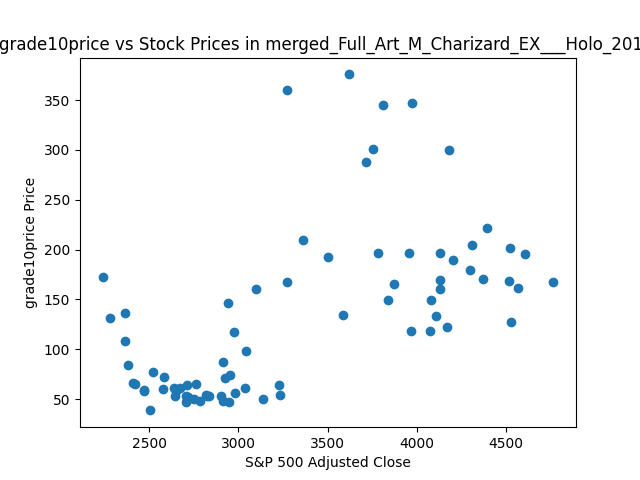 grade10price vs Stock Prices in merged_Full_Art_M_Charizard_EX___Holo_201
350
300
250
200
150
100
50
grade10price Price
2500 3000 3500 4000 4500
S&P 500 Adjusted Close